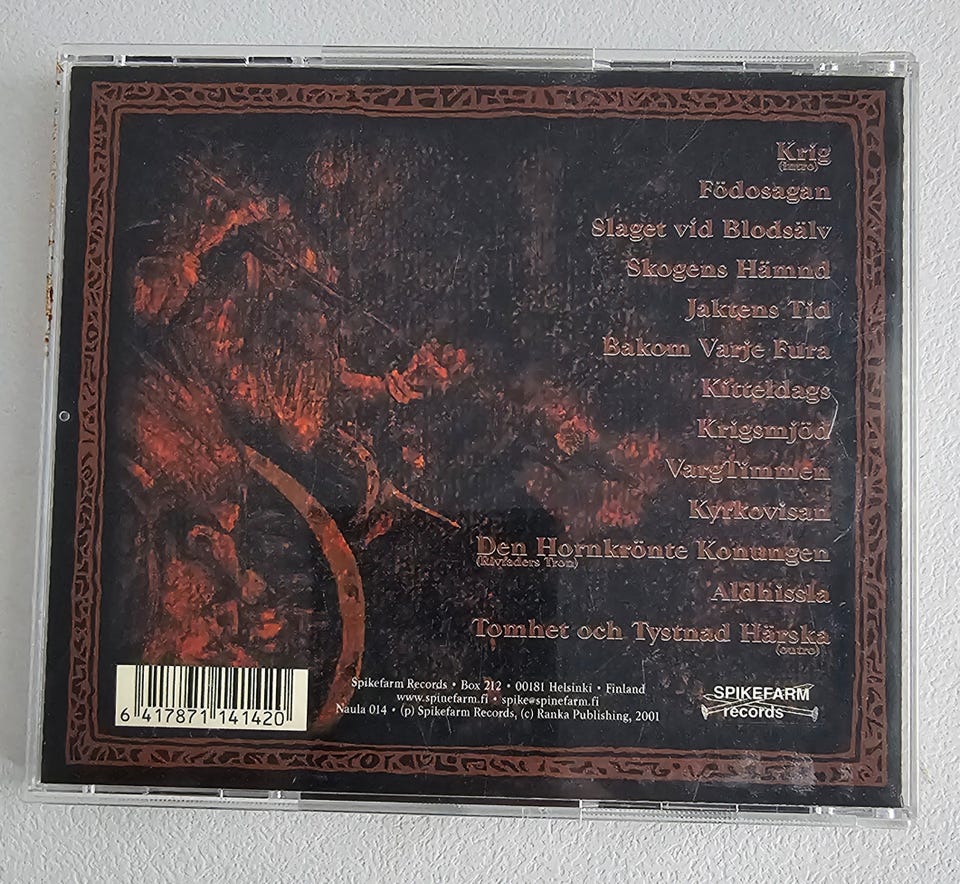 Krig
(intro)
Födosagan
Slaget vid Blodsälv
Skogens Hämnd
Jaktens Tid
Bakom Varje Fura
Kitteldags
Krigsmjöd
VargTimmen
Kyrkovisan
Den Hornkrönte Konungen
(Rivfaders Tron)
Aldhissla
Tomhet och Tystnad Härska
(outro)
6 417871 141420
Spikefarm Records • Box 212 • 00181 Helsinki • Finland
www.spinefarm.fi • spike@spinefarm.fi
Naula 014 • (p) Spikefarm Records, (c) Ranka Publishing, 2001
SPIKEFARM
records